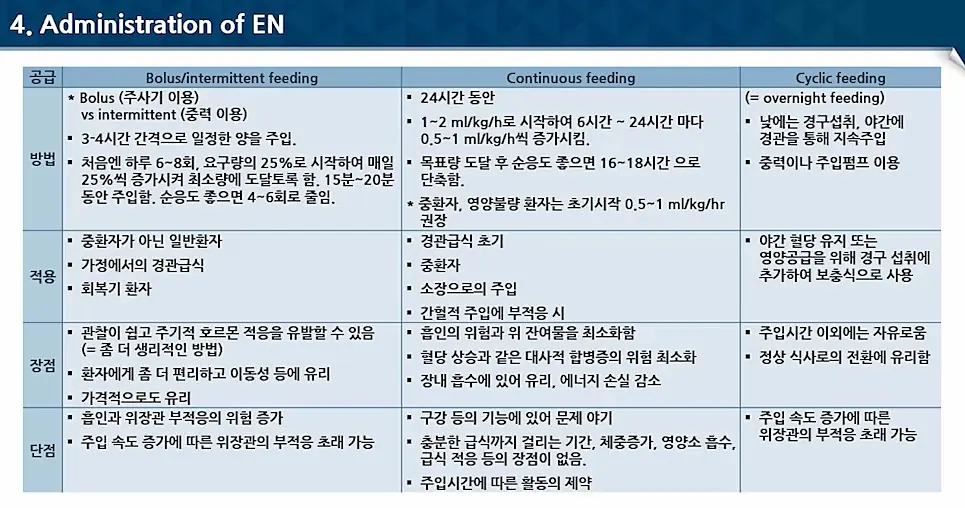 4. Administration of EN
공급
Bolus/intermittent feeding
Continuous feeding
Cyclic feeding
방법
* Bolus (주사기 이용)
vs intermittent (중력 이용)
▪ 3-4시간 간격으로 일정한 양을 주입.
▪ 처음엔 하루 6~8회, 요구량의 25%로 시작하여 매일
25%씩 증가시켜 최소량에 도달토록 함. 15분~20분
동안 주입함. 순응도 좋으면 4~6회로 줄임.
▪ 24시간 동안
▪ 1~2 ml/kg/h로 시작하여 6시간 ~ 24시간 마다
0.5~1 ml/kg/h씩 증가시킴.
▪ 목표량 도달 후 순응도 좋으면 16~18시간 으로
단축함.
* 중환자, 영양불량 환자는 초기시작 0.5~1 ml/kg/hr
권장
(= overnight feeding)
▪ 낮에는 경구섭취, 야간에
경관을 통해 지속주입
▪ 중력이나 주입펌프 이용
적용
▪ 중환자가 아닌 일반환자
▪ 가정에서의 경관급식
▪ 회복기 환자
▪ 경관급식 초기
▪ 중환자
▪ 소장으로의 주입
▪ 간헐적 주입에 부적응 시
▪ 야간 혈당 유지 또는
영양공급을 위해 경구 섭취에
추가하여 보충식으로 사용
장점
▪ 관찰이 쉽고 주기적 호르몬 적응을 유발할 수 있음
(= 좀 더 생리적인 방법)
▪ 환자에게 좀 더 편리하고 이동성 등에 유리
▪ 가격적으로도 유리
▪ 흡인의 위험과 위 잔여물을 최소화함
▪ 혈당 상승과 같은 대사적 합병증의 위험 최소화
▪ 장내 흡수에 있어 유리, 에너지 손실 감소
▪ 주입시간 이외에는 자유로움
▪ 정상 식사로의 전환에 유리함
단점
▪ 흡인과 위장관 부적응의 위험 증가
▪ 주입 속도 증가에 따른 위장관의 부적응 초래 가능
▪ 구강 등의 기능에 있어 문제 야기
▪ 충분한 급식까지 걸리는 기간, 체중증가, 영양소 흡수,
급식 적응 등의 장점이 없음.
▪ 주입시간에 따른 활동의 제약
▪ 주입 속도 증가에 따른
위장관의 부적응 초래 가능